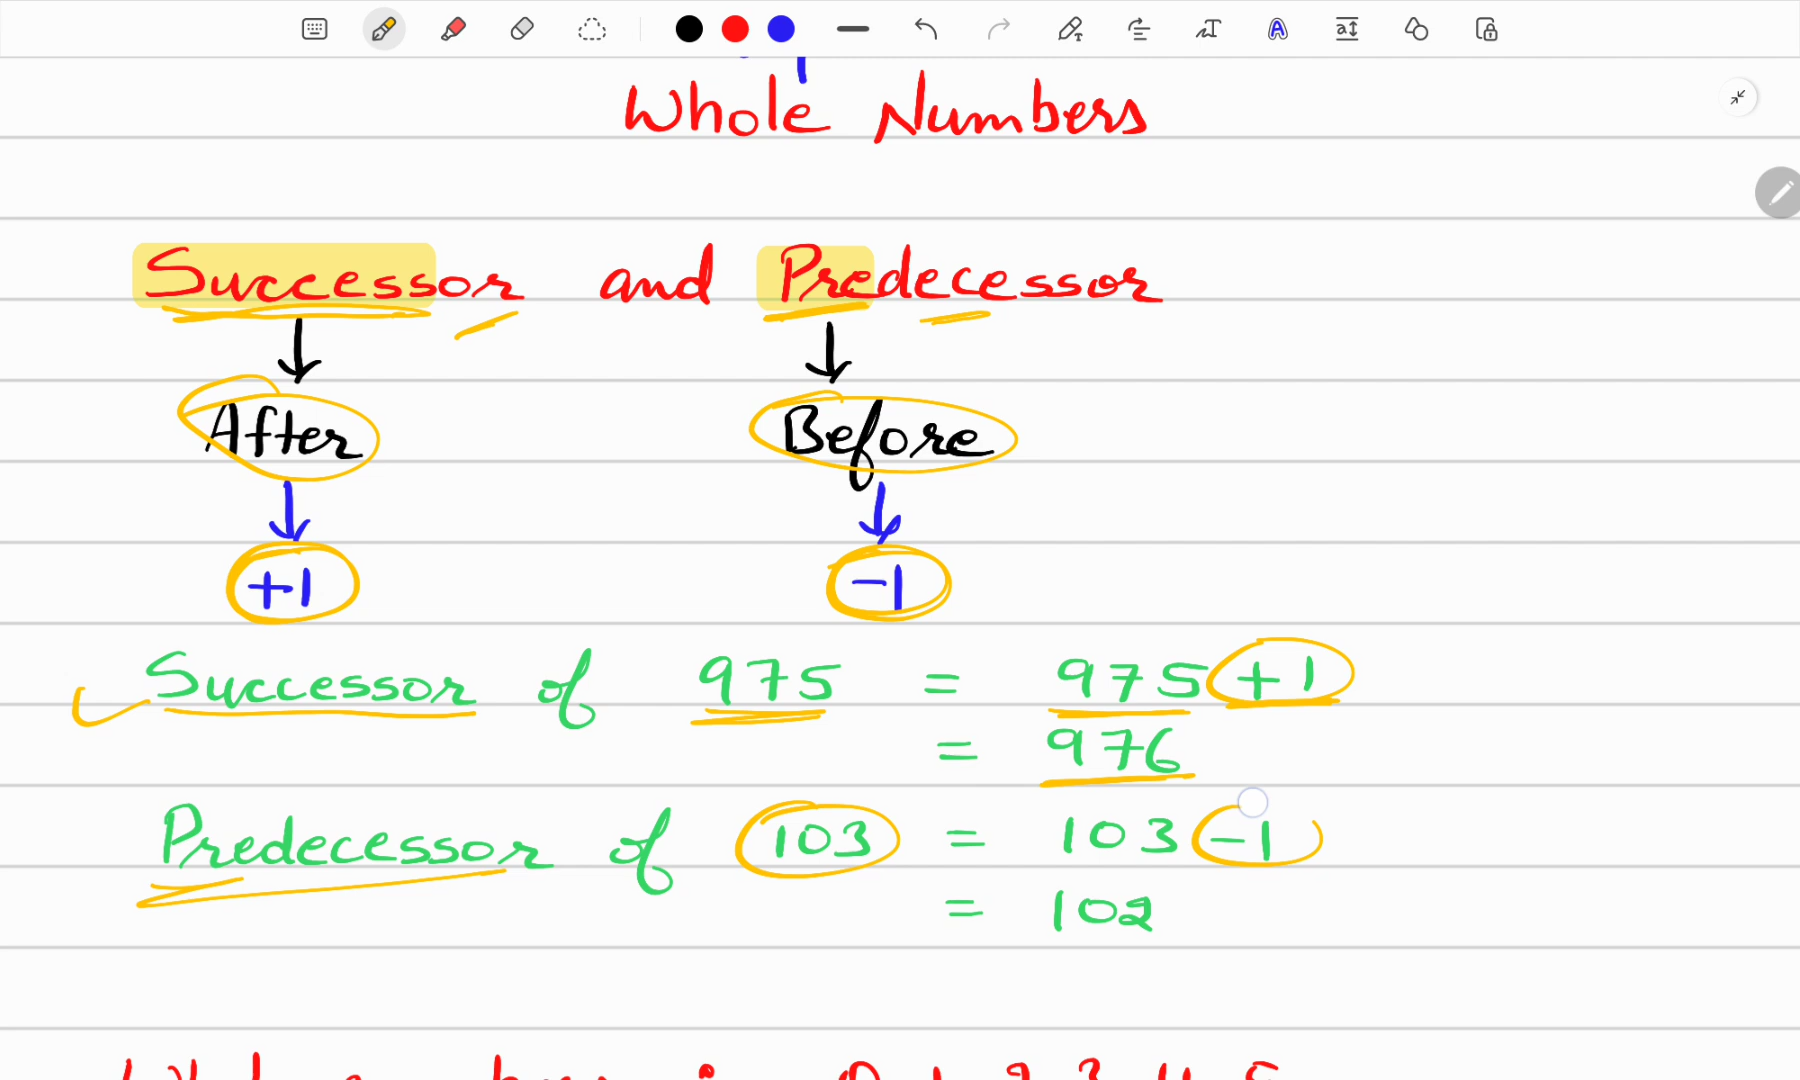 Whole Numbers
Successor and Predecessor
After Before
+1 -1
Successor of 975 = 975 +1
= 976
Predecessor of 103 = 103 -1
= 102